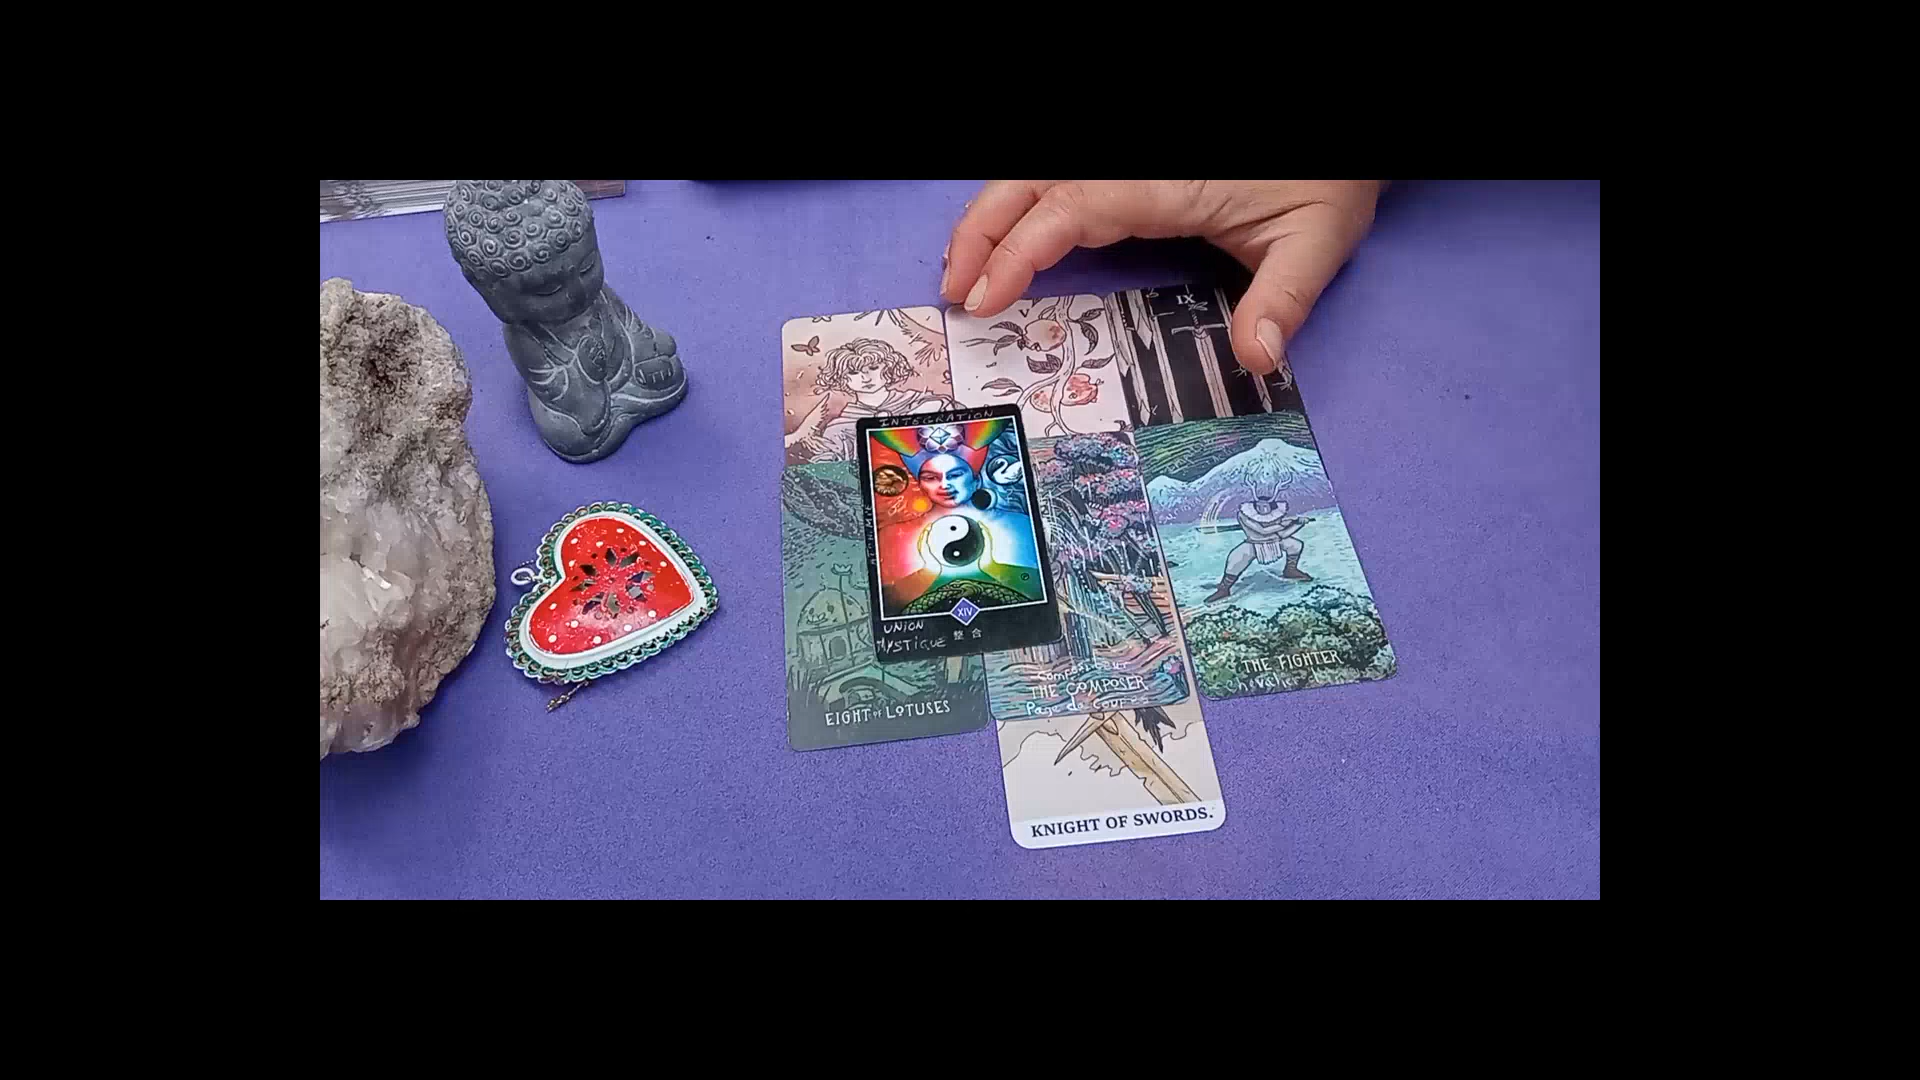 V
IX
INTEGRATION
XIV
UNION
MYSTIQUE 整合
EIGHT OF LOTUSES
THE COMPOSER
Page de Coupes
THE FIGHTER
KNIGHT OF SWORDS.